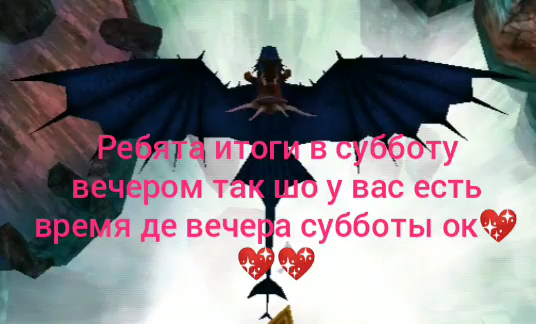 Ребята итоги в субботу
вечером так шо у вас есть
время де вечера субботы ок💖
💖💖